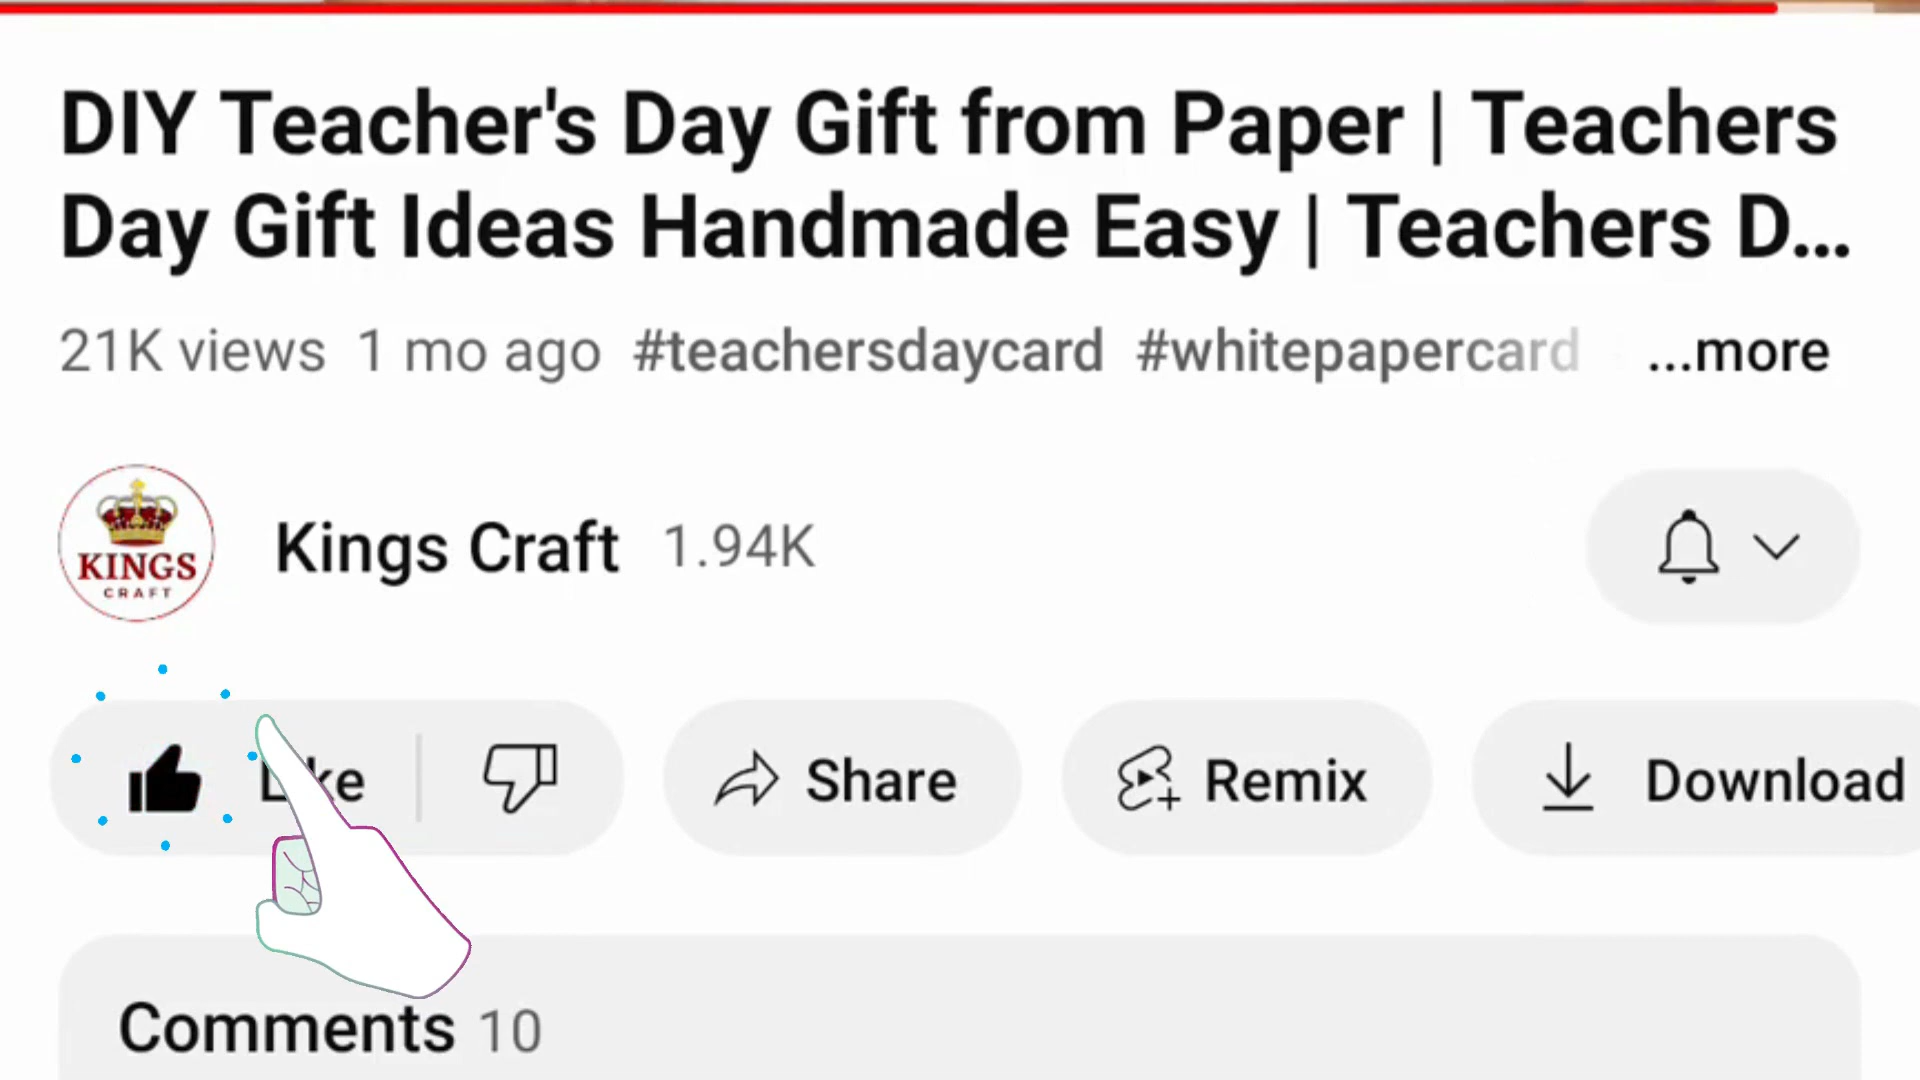 DIY Teacher's Day Gift from Paper | Teachers
Day Gift Ideas Handmade Easy | Teachers D...
21K views 1 mo ago #teachersdaycard #whitepapercard ...more
KINGS
CRAFT
Kings Craft 1.94K
Like Share Remix Download
Comments 10